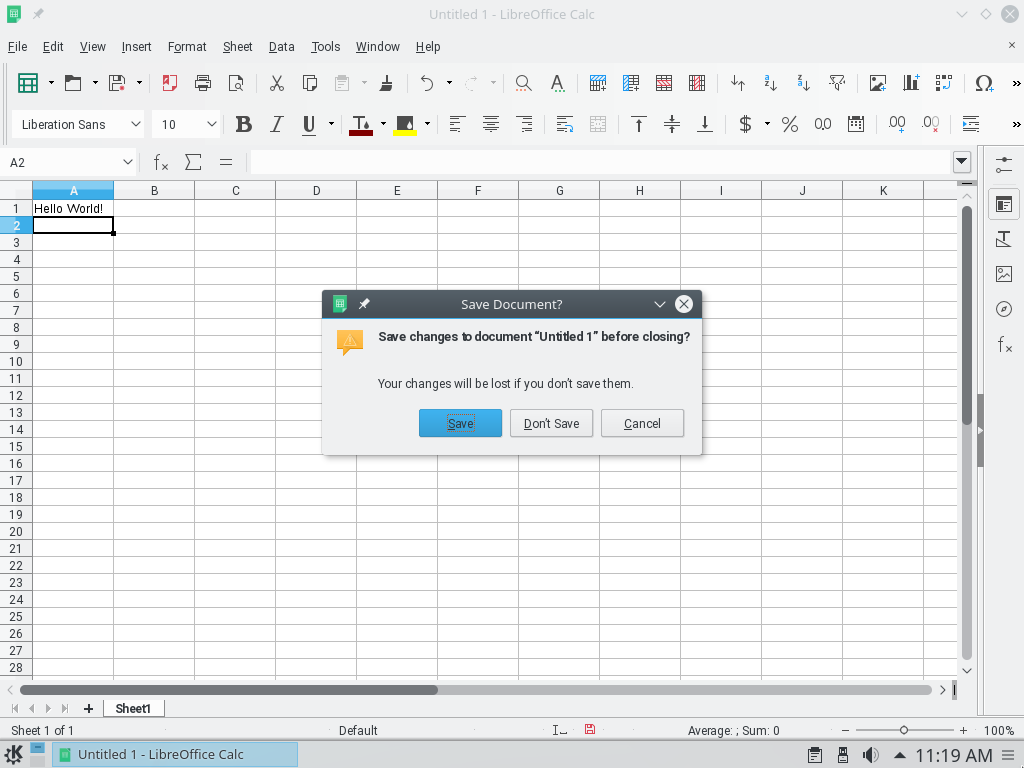 Untitled 1 - LibreOffice Calc
File Edit View Insert Format Sheet Data Tools Window Help
Liberation Sans 10
A2
A B C D E F G H I J K
1 Hello World!
2
3
4
5
6
7
8
9
10
11
12
13
14
15
16
17
18
19
20
21
22
23
24
25
26
27
28
Save Document?
Save changes to document “Untitled 1” before closing?
Your changes will be lost if you don’t save them.
Save Don’t Save Cancel
Sheet1
Sheet 1 of 1 Default Average: ; Sum: 0 100%
Untitled 1 - LibreOffice Calc 11:19 AM